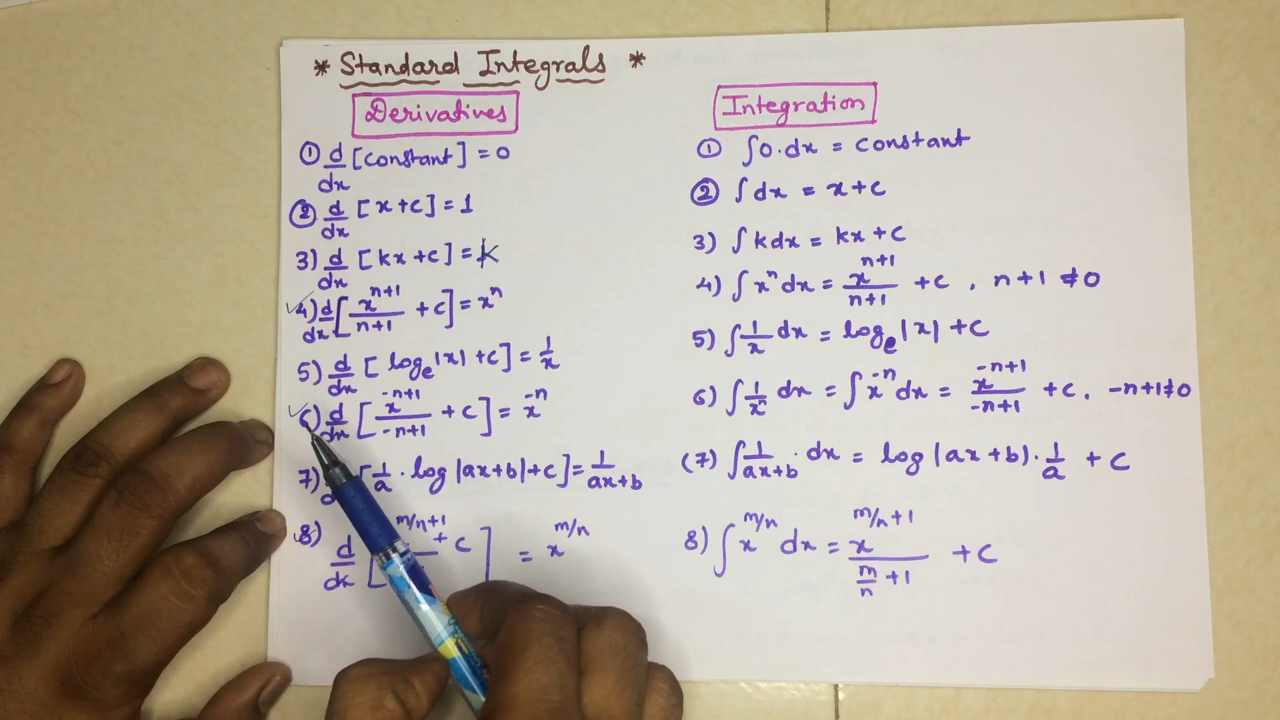 * Standard Integrals *
Derivatives
① d/dx [constant] = 0
② d/dx [x+c] = 1
3) d/dx [kx+c] = k
4) d/dx [x^(n+1)/(n+1) + c] = x^n
5) d/dx [log_e|x| + c] = 1/x
6) d/dx [x^(-n+1)/(-n+1) + c] = x^(-n)
7) [1/a · log|ax+b| + c] = 1/(ax+b)
8) d/dx [ m/n+1 + c ] = x^(m/n)
Integration
① ∫0·dx = constant
② ∫dx = x+c
3) ∫kdx = kx+c
4) ∫x^n dx = x^(n+1)/(n+1) + c , n+1 ≠ 0
5) ∫1/x dx = log_e|x| + c
6) ∫1/x^n dx = ∫x^(-n) dx = x^(-n+1)/(-n+1) + c, -n+1≠0
(7) ∫1/(ax+b) · dx = log|ax+b)· 1/a + c
8) ∫x^(m/n) dx = x^(m/n+1)/(m/n +1) + c